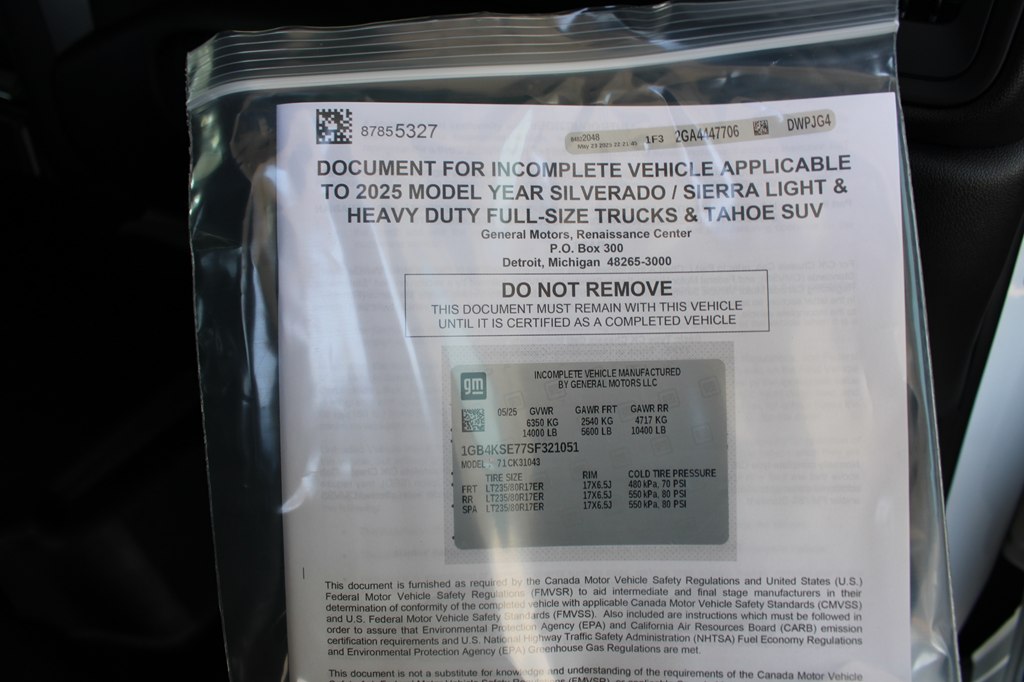 87855327
May 23 2025 22:21:45
1F3 2GA4447706 DWPJG4
DOCUMENT FOR INCOMPLETE VEHICLE APPLICABLE
TO 2025 MODEL YEAR SILVERADO / SIERRA LIGHT &
HEAVY DUTY FULL-SIZE TRUCKS & TAHOE SUV
General Motors, Renaissance Center
P.O. Box 300
Detroit, Michigan 48265-3000
DO NOT REMOVE
THIS DOCUMENT MUST REMAIN WITH THIS VEHICLE
UNTIL IT IS CERTIFIED AS A COMPLETED VEHICLE
gm
INCOMPLETE VEHICLE MANUFACTURED
BY GENERAL MOTORS LLC
05/25 GVWR GAWR FRT GAWR RR
6350 KG 2540 KG 4717 KG
14000 LB 5600 LB 10400 LB
1GB4KSE77SF321051
MODEL: 71CK31043
TIRE SIZE RIM COLD TIRE PRESSURE
FRT LT235/80R17ER 17X6.5J 480 kPa, 70 PSI
RR LT235/80R17ER 17X6.5J 550 kPa, 80 PSI
SPA LT235/80R17ER 17X6.5J 550 kPa, 80 PSI
This document is furnished as required by the Canada Motor Vehicle Safety Regulations and United States (U.S.)
Federal Motor Vehicle Safety Regulations (FMVSR) to aid intermediate and final stage manufacturers in their
determination of conformity of the completed vehicle with applicable Canada Motor Vehicle Safety Standards (CMVSS)
and U.S. Federal Motor Vehicle Safety Standards (FMVSS). Also included are instructions which must be followed in
order to assure that Environmental Protection Agency (EPA) and California Air Resources Board (CARB) emission
certification requirements and U.S. National Highway Traffic Safety Administration (NHTSA) Fuel Economy Regulations
and Environmental Protection Agency (EPA) Greenhouse Gas Regulations are met.
This document is not a substitute for knowledge and understanding of the requirements of the Canada Motor Vehicle